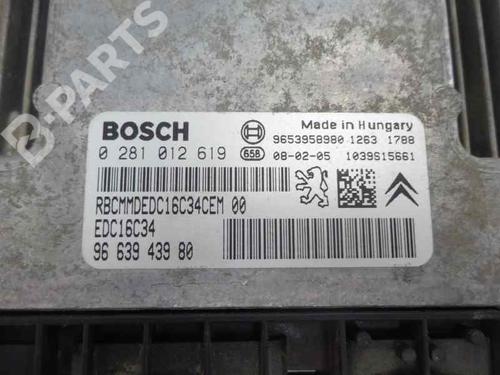 B-PARTS
BOSCH
Made in Hungary
9653958980 1263 1788
0 281 012 619 658 08-02-05 1039S15661
RBCMMDEDC16C34CEM 00
EDC16C34
96 639 439 80